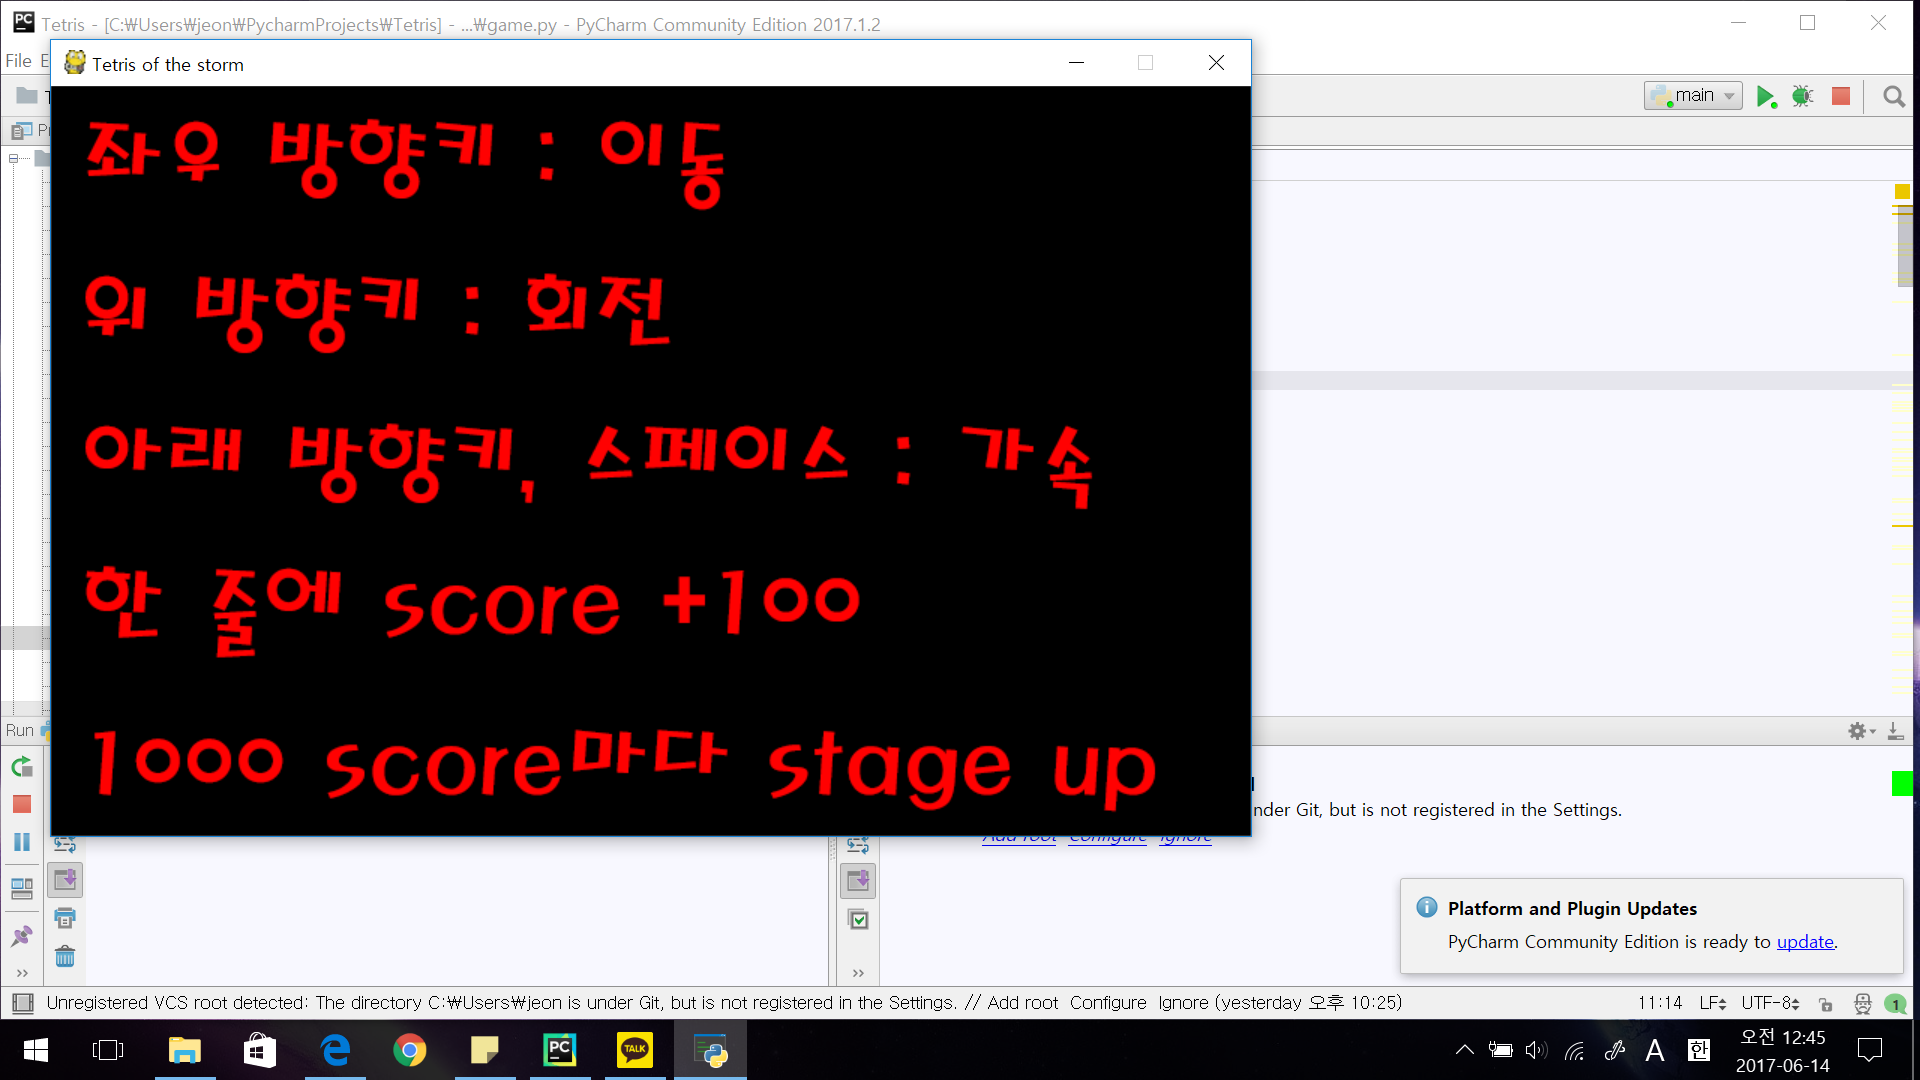 Tetris - [C:₩Users₩jeon₩PycharmProjects₩Tetris] - ...₩game.py - PyCharm Community Edition 2017.1.2
File
Tetris of the storm
main
좌우 방향키 : 이동
위 방향키 : 회전
아래 방향키, 스페이스 : 가속
한 줄에 score +100
1000 score마다 stage up
Run
nder Git, but is not registered in the Settings.
Add root Configure Ignore
Platform and Plugin Updates
PyCharm Community Edition is ready to update.
Unregistered VCS root detected: The directory C:₩Users₩jeon is under Git, but is not registered in the Settings. // Add root Configure Ignore (yesterday 오후 10:25)
11:14 LF UTF-8 1
PC TALK A 한
오전 12:45
2017-06-14